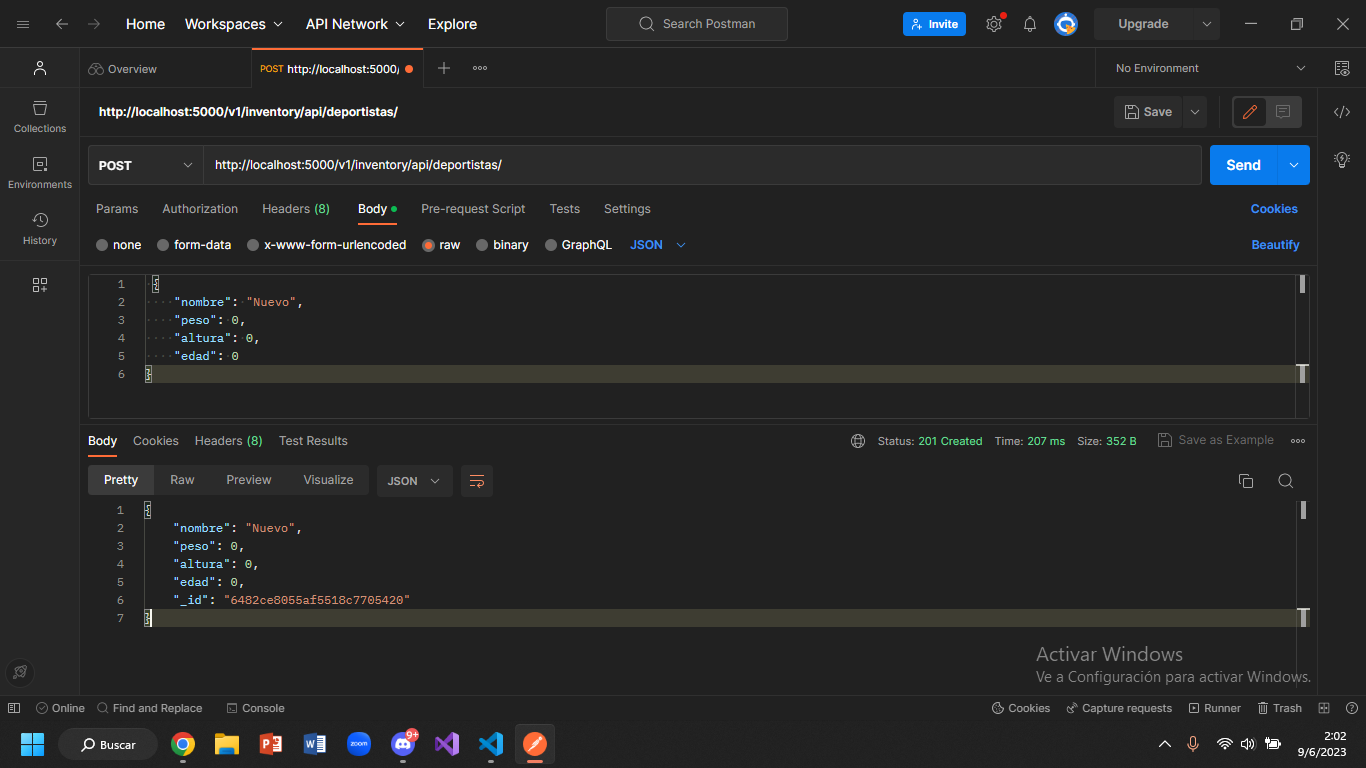 Home Workspaces API Network Explore Search Postman Invite Upgrade
Overview POST http://localhost:5000/ No Environment
http://localhost:5000/v1/inventory/api/deportistas/ Save
Collections
POST http://localhost:5000/v1/inventory/api/deportistas/ Send
Environments
Params Authorization Headers (8) Body Pre-request Script Tests Settings Cookies
History
none form-data x-www-form-urlencoded raw binary GraphQL JSON Beautify
1 {
2 "nombre": "Nuevo",
3 "peso": 0,
4 "altura": 0,
5 "edad": 0
6 }
Body Cookies Headers (8) Test Results Status: 201 Created Time: 207 ms Size: 352 B Save as Example
Pretty Raw Preview Visualize JSON
1 {
2 "nombre": "Nuevo",
3 "peso": 0,
4 "altura": 0,
5 "edad": 0,
6 "_id": "6482ce8055af5518c7705420"
7 }
Activar Windows
Ve a Configuración para activar Windows.
Online Find and Replace Console Cookies Capture requests Runner Trash
Buscar zoom 9+ 2:02
9/6/2023